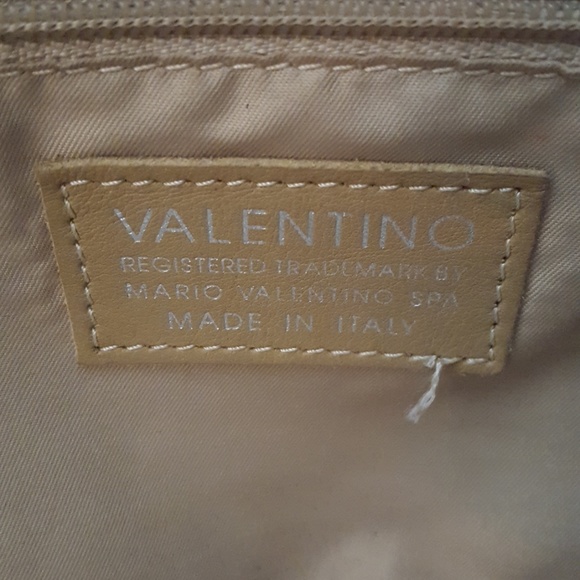 VALENTINO
REGISTERED TRADEMARK BY
MARIO VALENTINO SPA
MADE IN ITALY